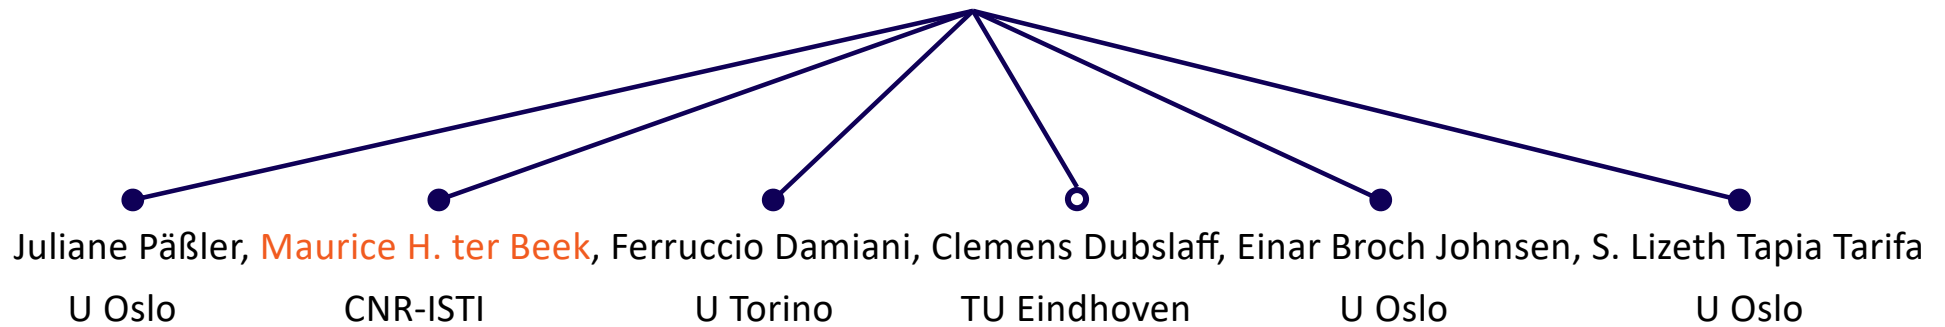 Juliane Päßler, Maurice H. ter Beek, Ferruccio Damiani, Clemens Dubslaff, Einar Broch Johnsen, S. Lizeth Tapia Tarifa
U Oslo CNR-ISTI U Torino TU Eindhoven U Oslo U Oslo